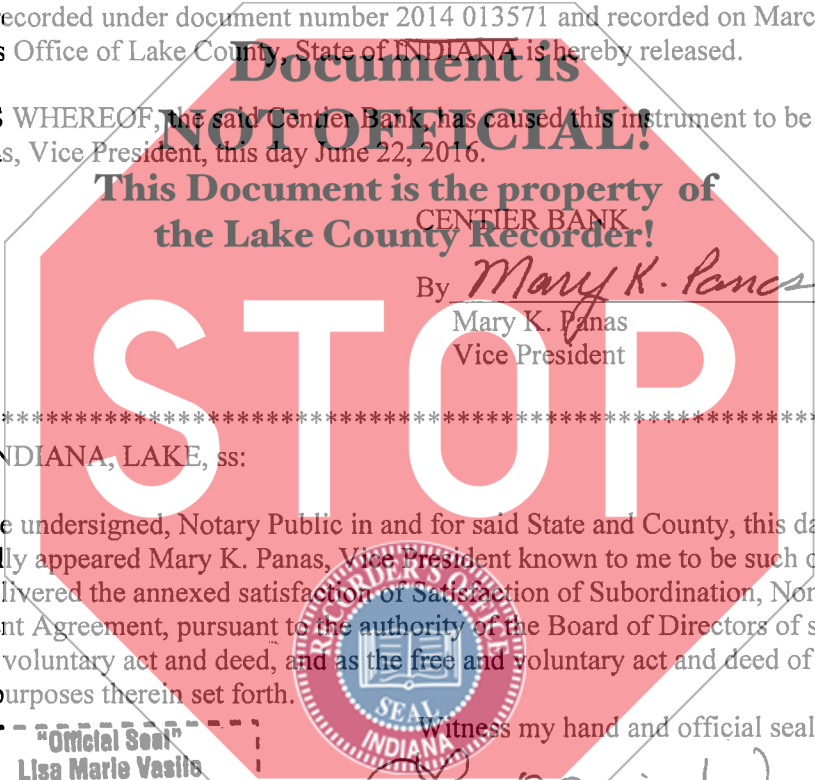 ecorded under document number 2014 013571 and recorded on Marc
s Office of Lake County, State of INDIANA is hereby released.
Document is
S WHEREOF, the said Centier Bank, has caused this instrument to be
NOT OFFICIAL!
as, Vice President, this day June 22, 2016.
This Document is the property of
the Lake County Recorder!
CENTIER BANK
By Mary K. Panas
Mary K. Panas
Vice President
STOP
****************************************************************
NDIANA, LAKE, ss:
e undersigned, Notary Public in and for said State and County, this da
lly appeared Mary K. Panas, Vice President known to me to be such o
livered the annexed satisfaction of Satisfaction of Subordination, Non
nt Agreement, pursuant to the authority of the Board of Directors of s
voluntary act and deed, and as the free and voluntary act and deed of
purposes therein set forth.
RECORDER'S OFFICE
SEAL
INDIANA
Witness my hand and official seal
"Official Seal"
Lisa Marie Vasile